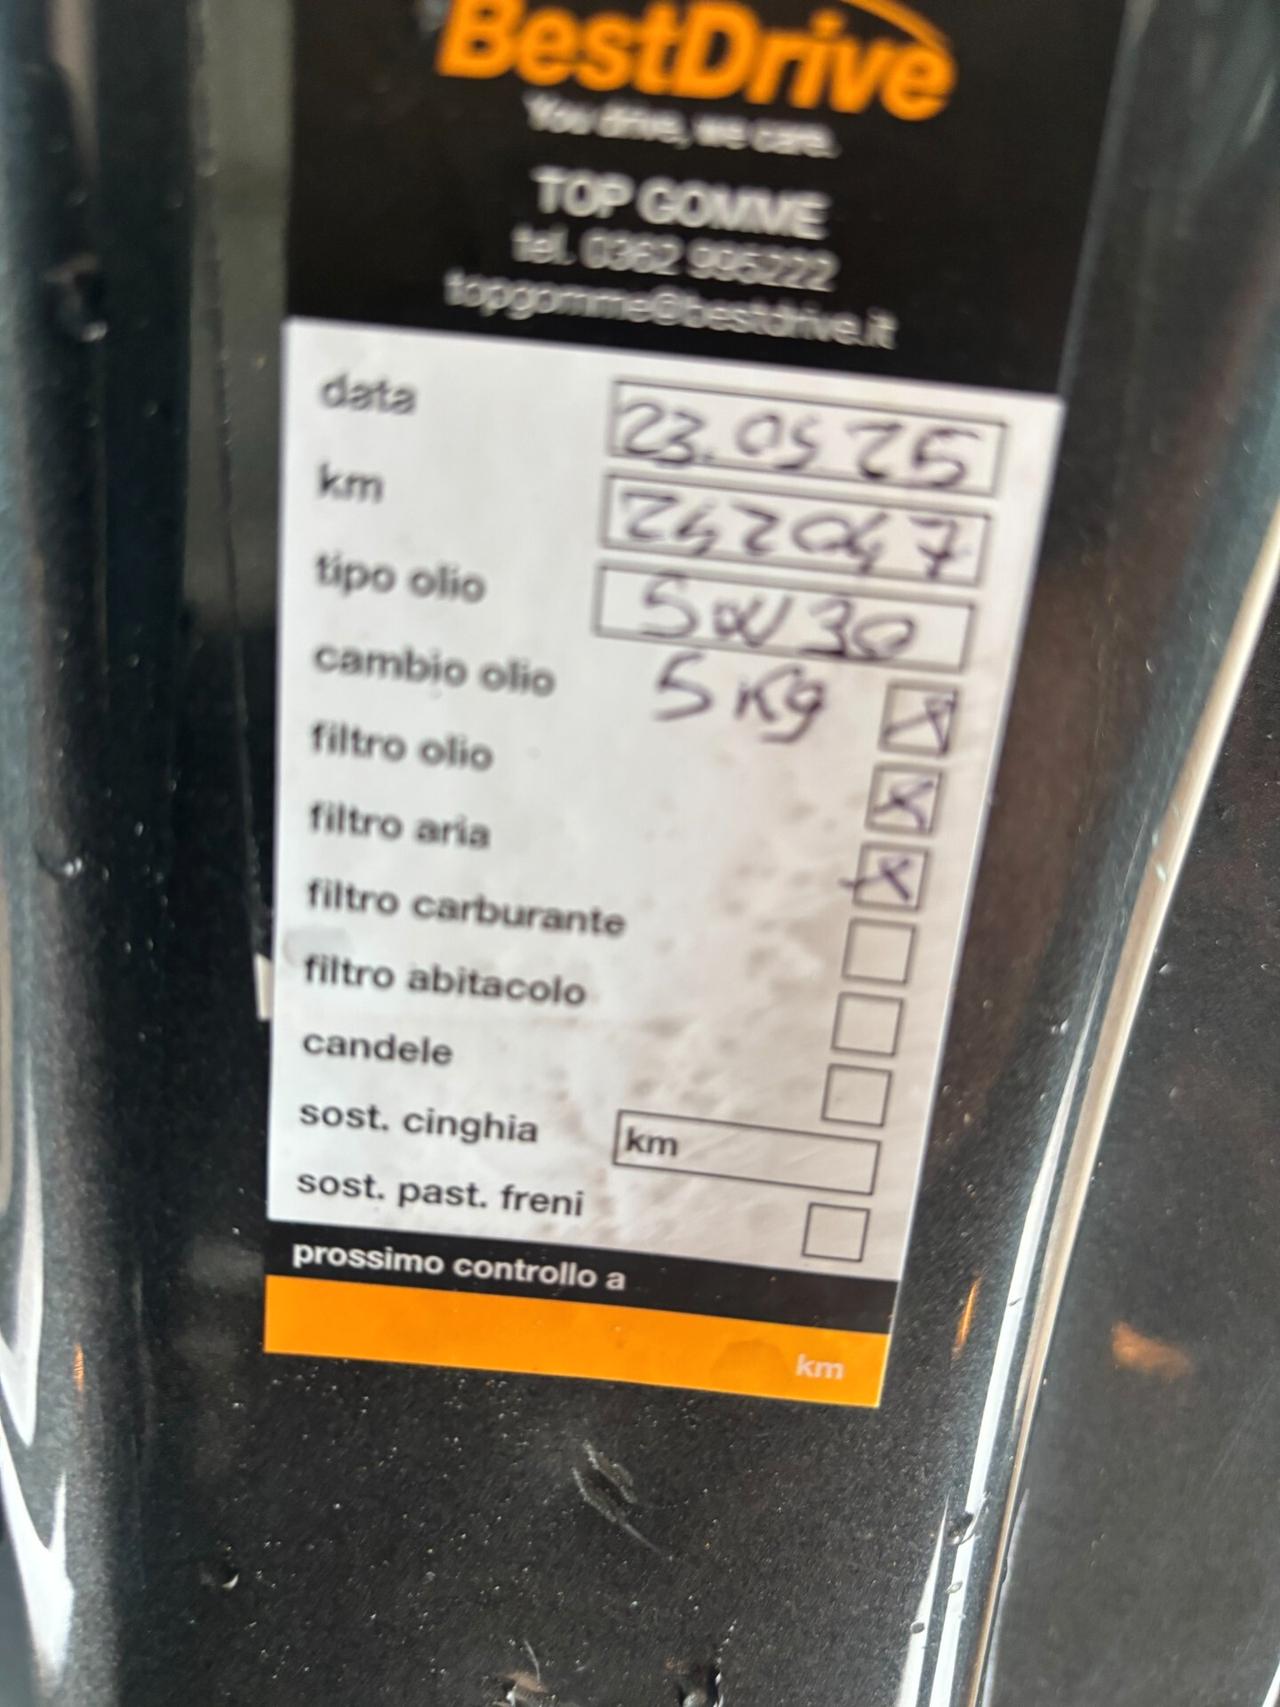 BestDrive
You drive, we care.
TOP GOMME
tel. 0362 995222
topgomme@bestdrive.it
data 23.05 25
km 242047
tipo olio 5W30
cambio olio 5 Kg
filtro olio
filtro aria
filtro carburante
filtro abitacolo
candele
sost. cinghia km
sost. past. freni
prossimo controllo a
km